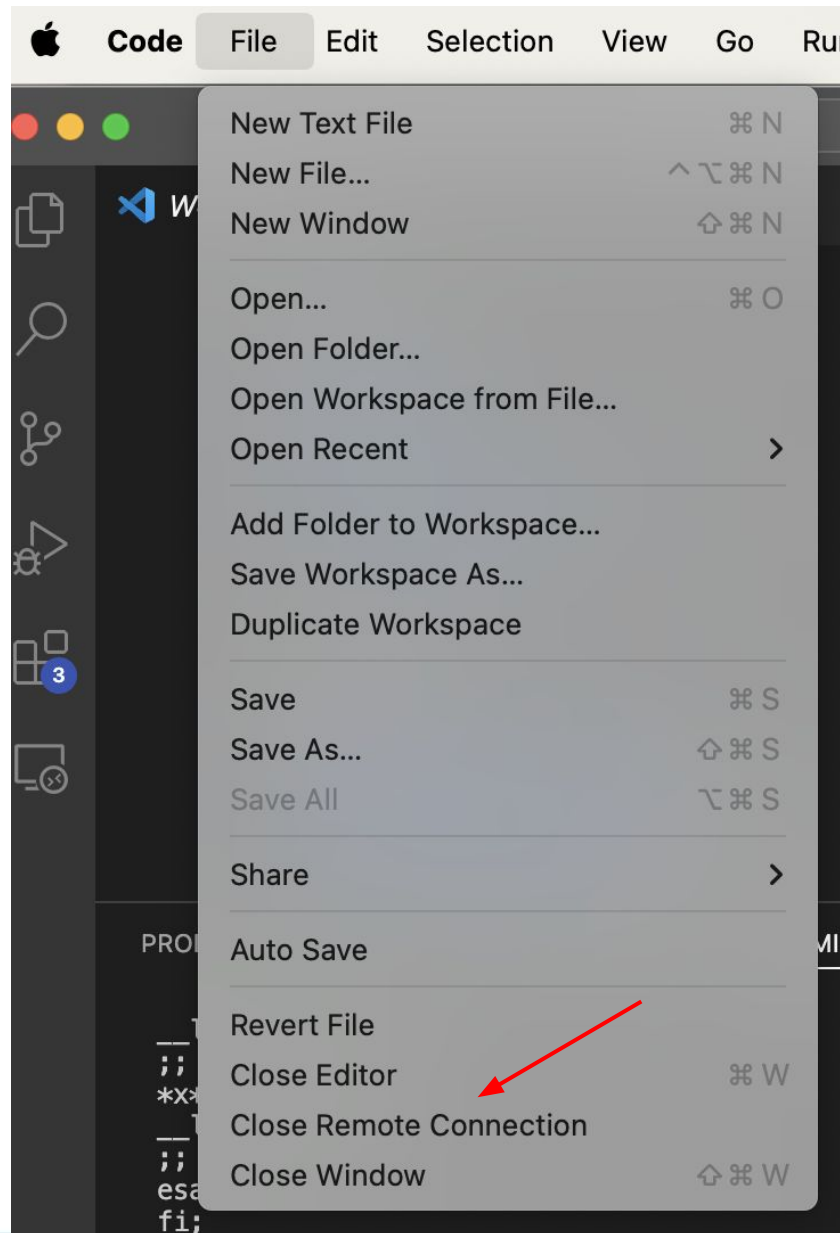 Code File Edit Selection View Go
New Text File ⌘ N
New File... ^⌥⌘ N
New Window ⇧⌘ N
Open... ⌘ O
Open Folder...
Open Workspace from File...
Open Recent
Add Folder to Workspace...
Save Workspace As...
Duplicate Workspace
3
Save ⌘ S
Save As... ⇧⌘ S
Save All ⌥⌘ S
Share
Auto Save
Revert File
Close Editor ⌘ W
;;
Close Remote Connection
;;
Close Window ⇧⌘ W
fi;